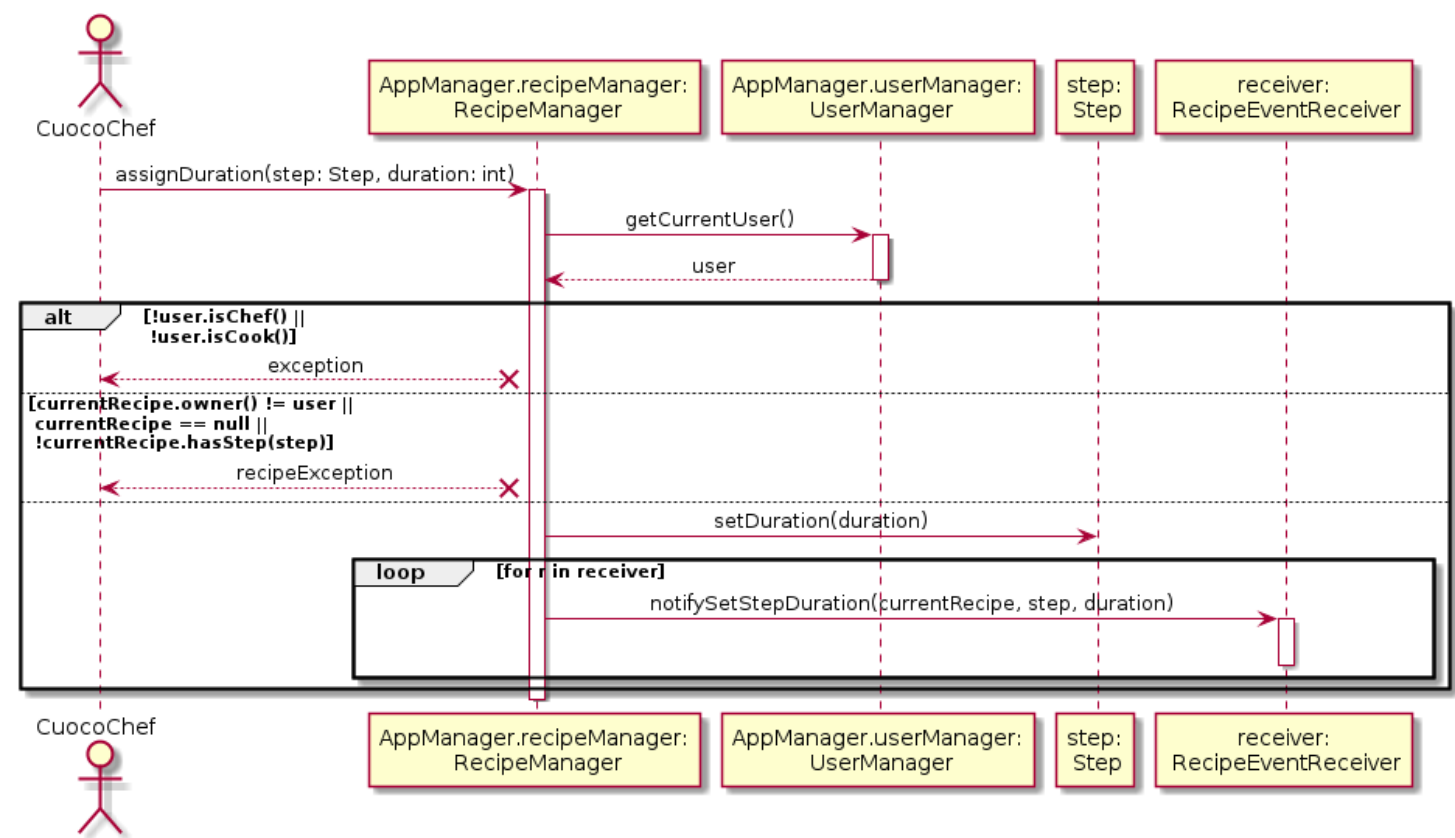 CuocoChef
AppManager.recipeManager:
RecipeManager
AppManager.userManager:
UserManager
step:
Step
receiver:
RecipeEventReceiver
assignDuration(step: Step, duration: int)
getCurrentUser()
user
alt
[!user.isChef() ||
!user.isCook()]
exception
[currentRecipe.owner() != user ||
currentRecipe == null ||
!currentRecipe.hasStep(step)]
recipeException
setDuration(duration)
loop
[for r in receiver]
notifySetStepDuration(currentRecipe, step, duration)
CuocoChef
AppManager.recipeManager:
RecipeManager
AppManager.userManager:
UserManager
step:
Step
receiver:
RecipeEventReceiver